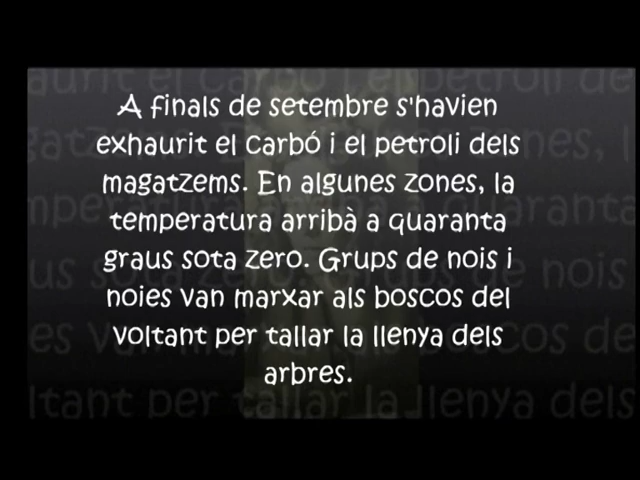 A finals de setembre s'havien
exhaurit el carbó i el petroli dels
magatzems. En algunes zones, la
temperatura arribà a quaranta
graus sota zero. Grups de nois i
noies van marxar als boscos del
voltant per tallar la llenya dels
arbres.